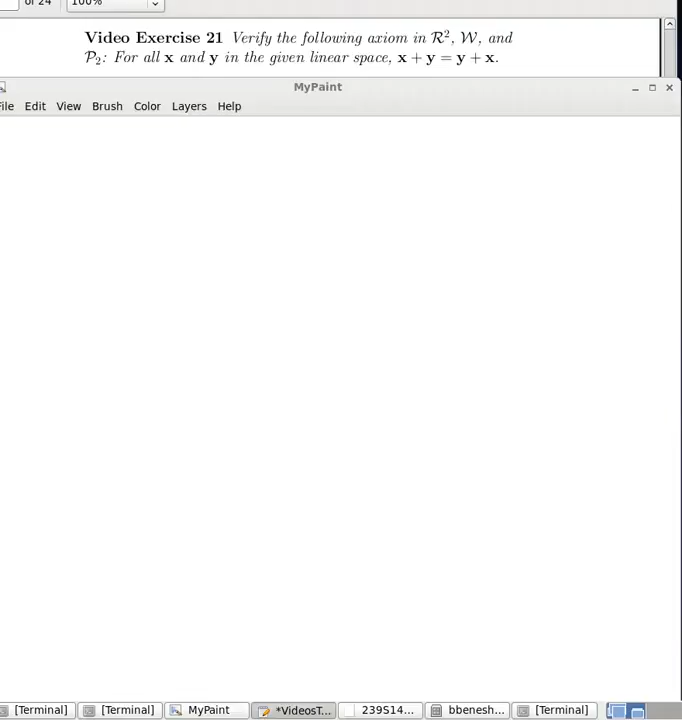 of 24 100%
Video Exercise 21 Verify the following axiom in ℛ², 𝒲, and
𝒫₂: For all x and y in the given linear space, x + y = y + x.
MyPaint
File Edit View Brush Color Layers Help
[Terminal] [Terminal] MyPaint *VideosT... 239S14... bbenesh... [Terminal]